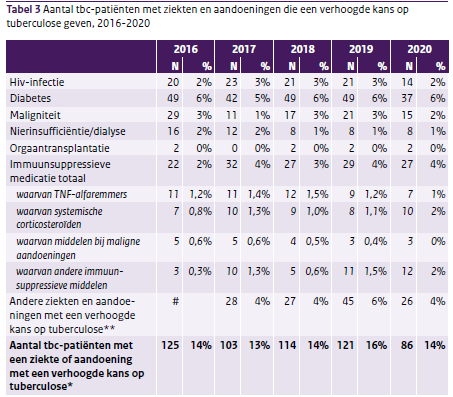 Tabel 3 Aantal tbc-patiënten met ziekten en aandoeningen die een verhoogde kans op
tuberculose geven, 2016-2020
2016 2017 2018 2019 2020
N % N % N % N % N %
Hiv-infectie 20 2% 23 3% 21 3% 21 3% 14 2%
Diabetes 49 6% 42 5% 49 6% 49 6% 37 6%
Maligniteit 29 3% 11 1% 17 3% 21 3% 15 2%
Nierinsufficiëntie/dialyse 16 2% 12 2% 8 1% 8 1% 8 1%
Orgaantransplantatie 2 0% 0 0% 2 0% 2 0% 2 0%
Immuunsuppressieve
medicatie totaal 22 2% 32 4% 27 3% 29 4% 27 4%
waarvan TNF-alfaremmers 11 1,2% 11 1,4% 12 1,5% 9 1,2% 7 1%
waarvan systemische 7 0,8% 10 1,3% 9 1,0% 8 1,1% 10 2%
corticosteroïden
waarvan middelen bij maligne 5 0,6% 5 0,6% 4 0,5% 3 0,4% 3 0%
aandoeningen
waarvan andere immuun- 3 0,3% 10 1,3% 5 0,6% 11 1,5% 12 2%
suppressieve middelen
Andere ziekten en aandoe- # 28 4% 27 4% 45 6% 26 4%
ningen met een verhoogde
kans op tuberculose**
Aantal tbc-patiënten met 125 14% 103 13% 114 14% 121 16% 86 14%
een ziekte of aandoening
met een verhoogde kans op
tuberculose*